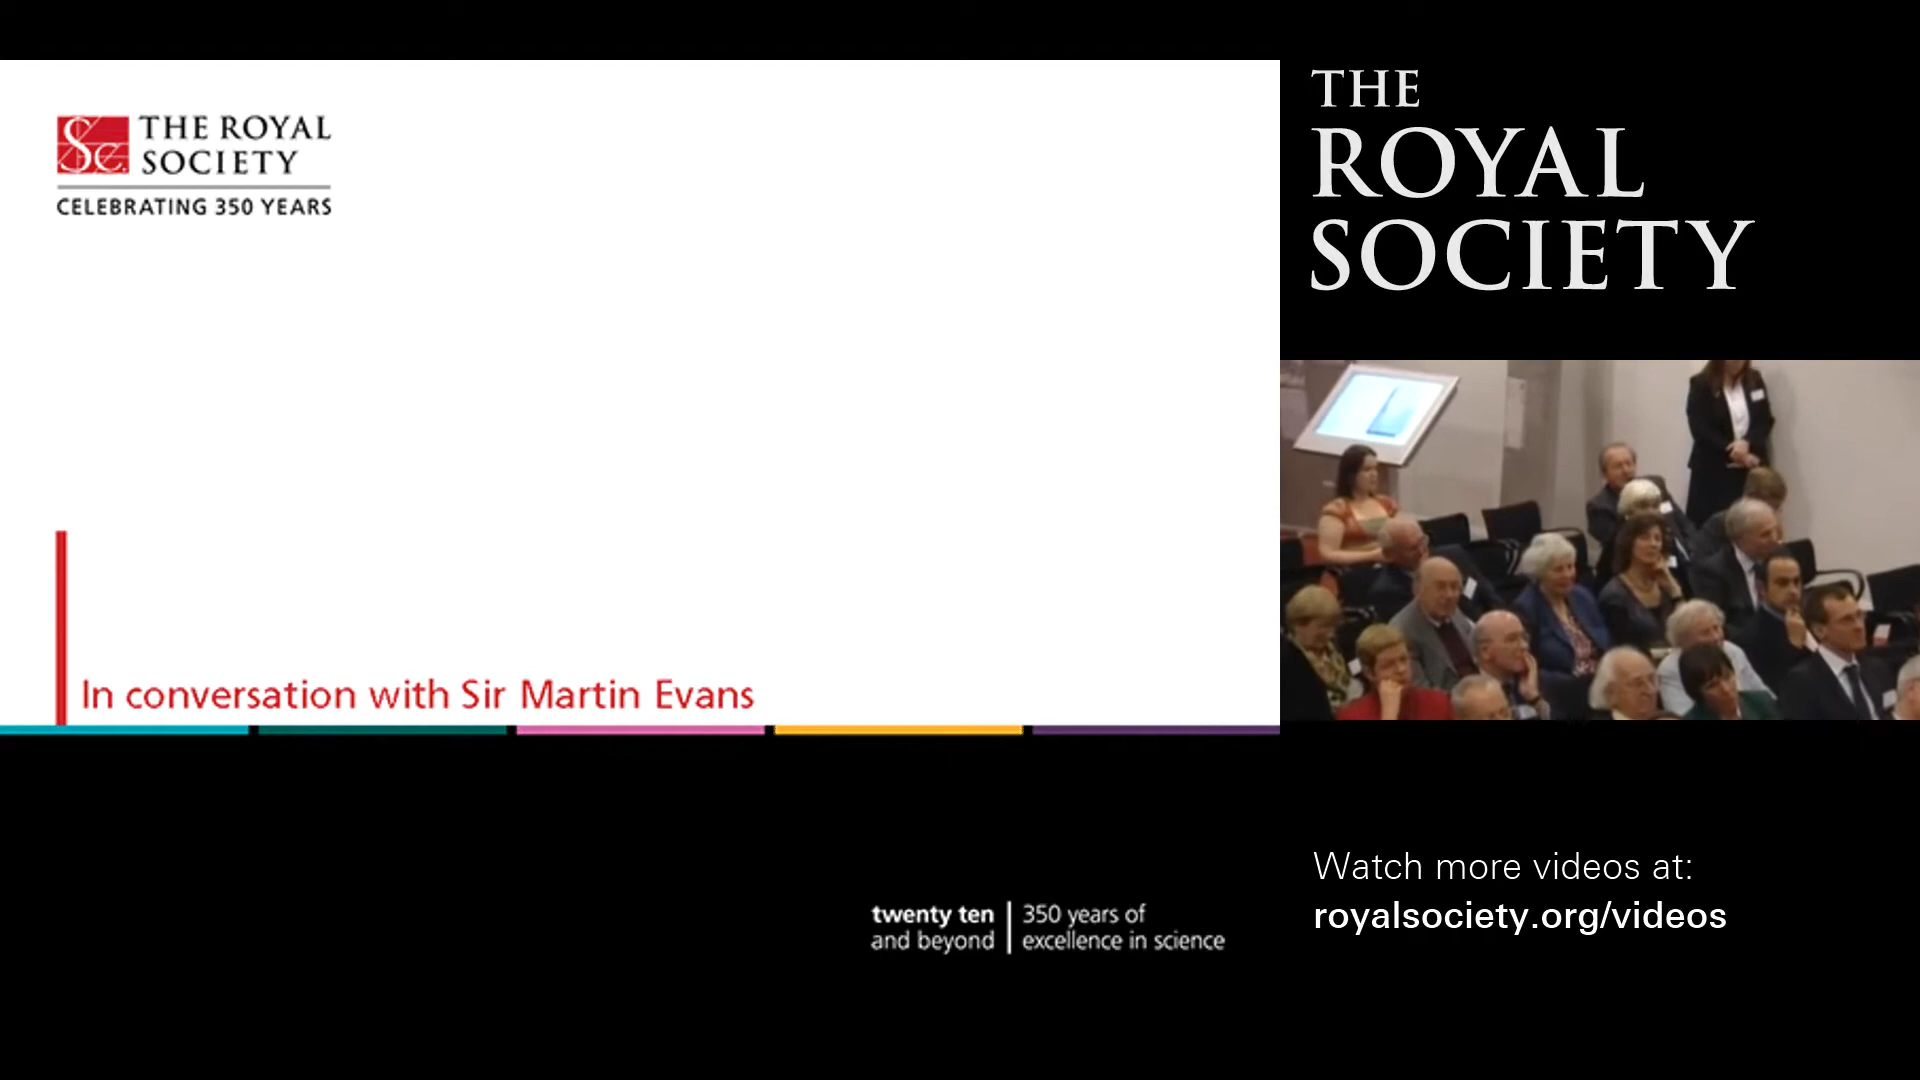 THE ROYAL
SOCIETY
CELEBRATING 350 YEARS
In conversation with Sir Martin Evans
twenty ten
and beyond
350 years of
excellence in science
THE
ROYAL
SOCIETY
Watch more videos at:
royalsociety.org/videos